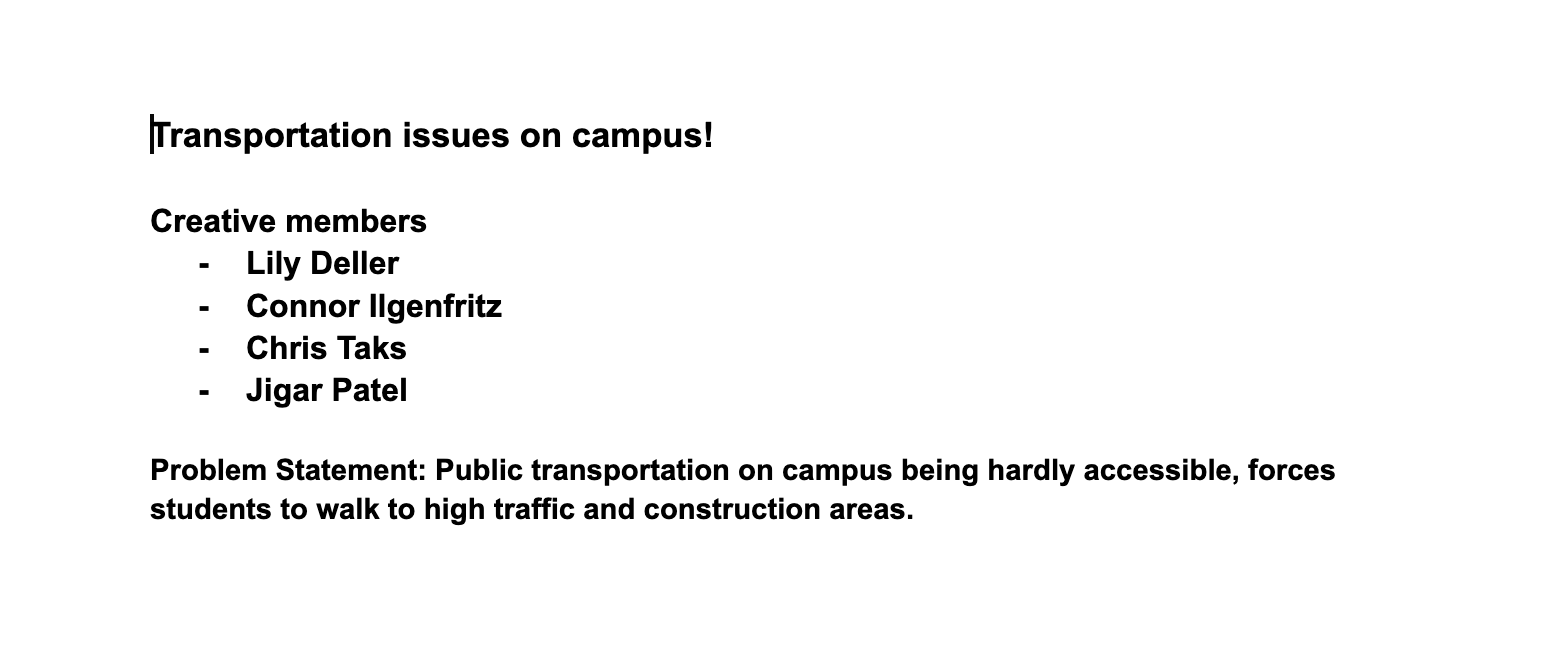 Transportation issues on campus!
Creative members
- Lily Deller
- Connor Ilgenfritz
- Chris Taks
- Jigar Patel
Problem Statement: Public transportation on campus being hardly accessible, forces
students to walk to high traffic and construction areas.